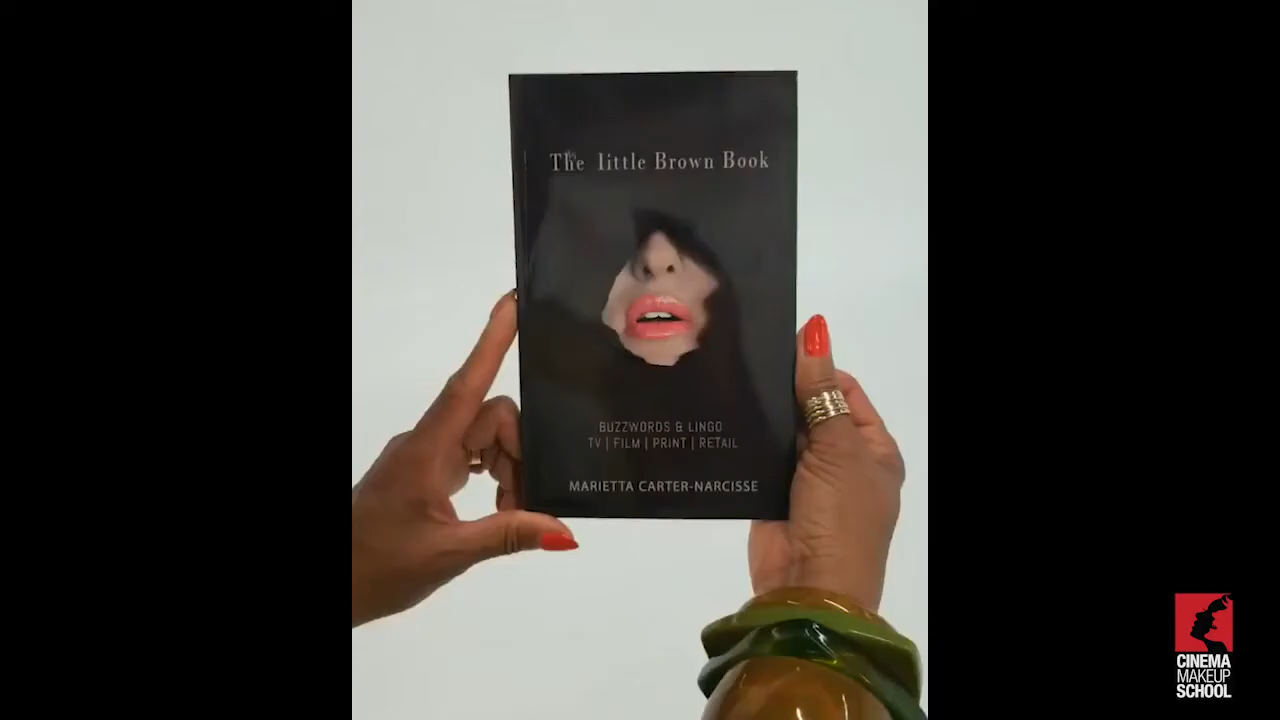 The little Brown Book
BUZZWORDS & LINGO
TV | FILM | PRINT | RETAIL
MARIETTA CARTER-NARCISSE
CINEMA
MAKEUP
SCHOOL